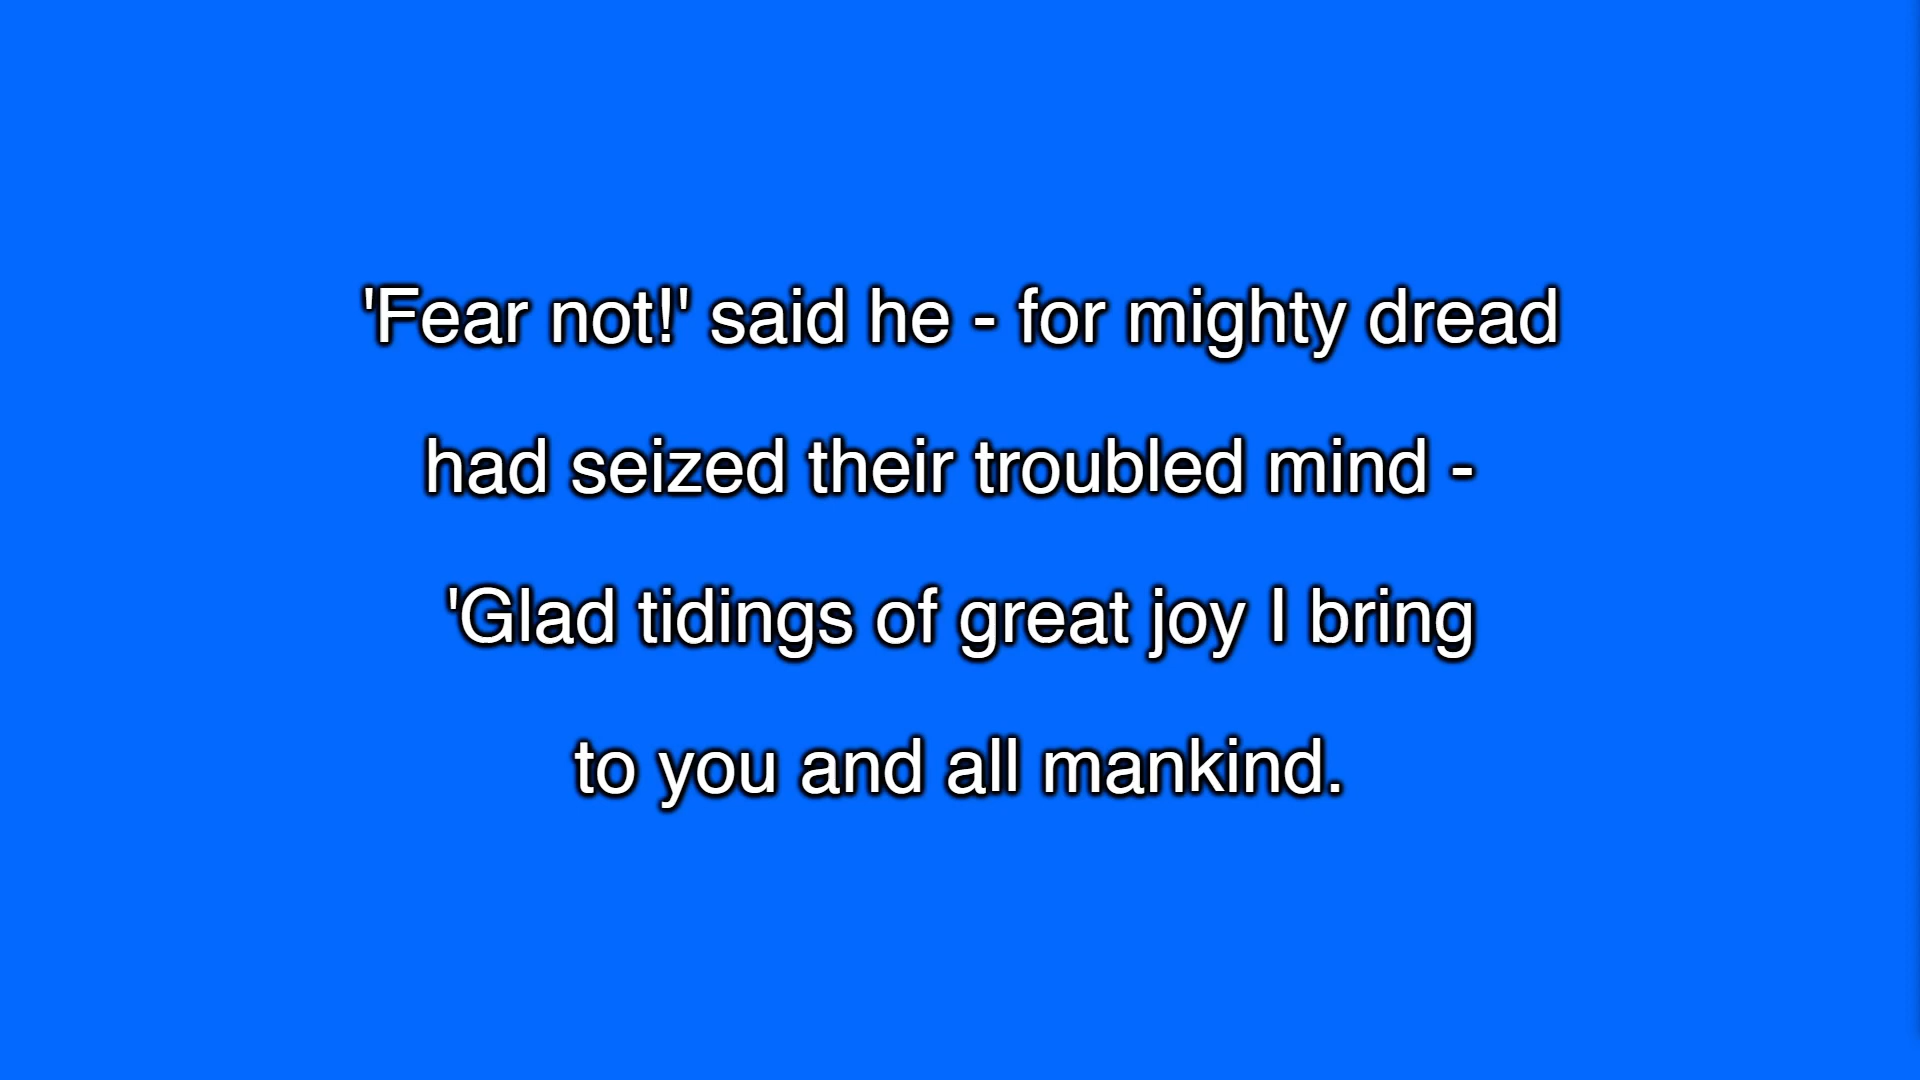 'Fear not!' said he - for mighty dread
had seized their troubled mind -
'Glad tidings of great joy I bring
to you and all mankind.